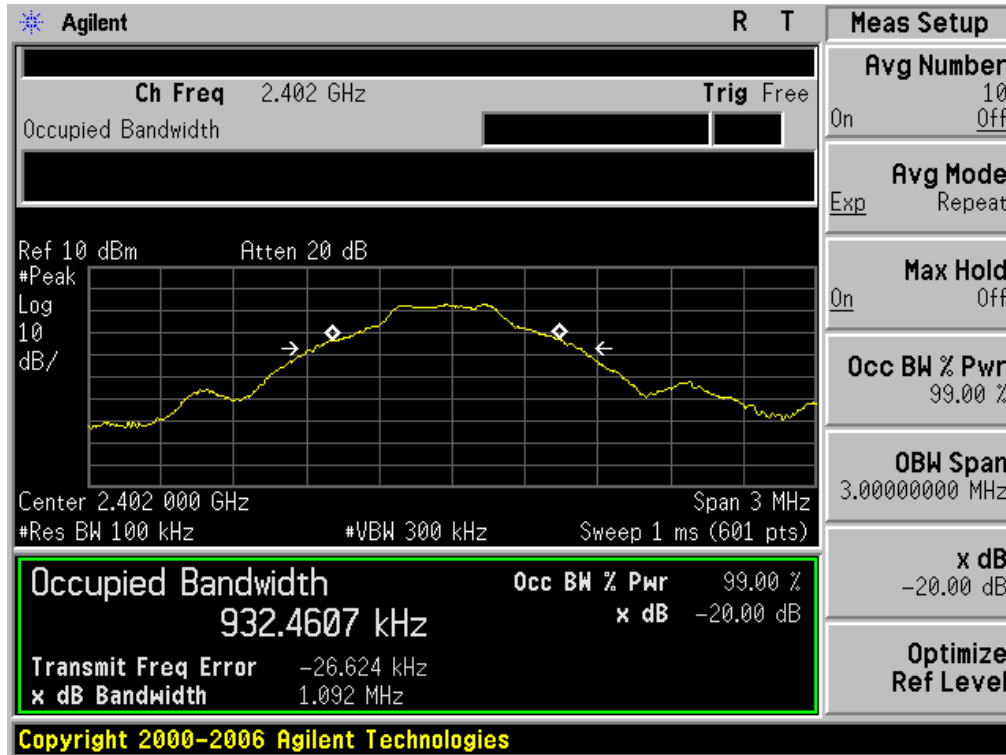 Agilent R T
Ch Freq 2.402 GHz Trig Free
Occupied Bandwidth
Ref 10 dBm Atten 20 dB
#Peak
Log
10
dB/
Center 2.402 000 GHz Span 3 MHz
#Res BW 100 kHz #VBW 300 kHz Sweep 1 ms (601 pts)
Occupied Bandwidth
932.4607 kHz
Occ BW % Pwr 99.00 %
x dB -20.00 dB
Transmit Freq Error -26.624 kHz
x dB Bandwidth 1.092 MHz
Copyright 2000-2006 Agilent Technologies
Meas Setup
Avg Number
10
On Off
Avg Mode
Exp Repeat
Max Hold
On Off
Occ BW % Pwr
99.00 %
OBW Span
3.00000000 MHz
x dB
-20.00 dB
Optimize
Ref Level